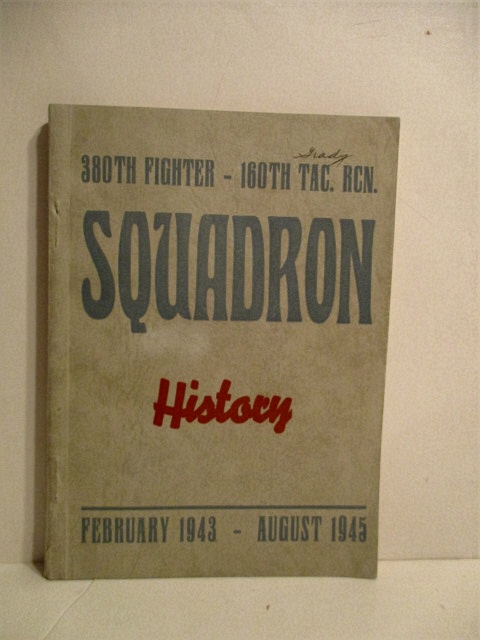 Grady
380TH FIGHTER - 160TH TAC. RCN.
SQUADRON
History
FEBRUARY 1943 - AUGUST 1945